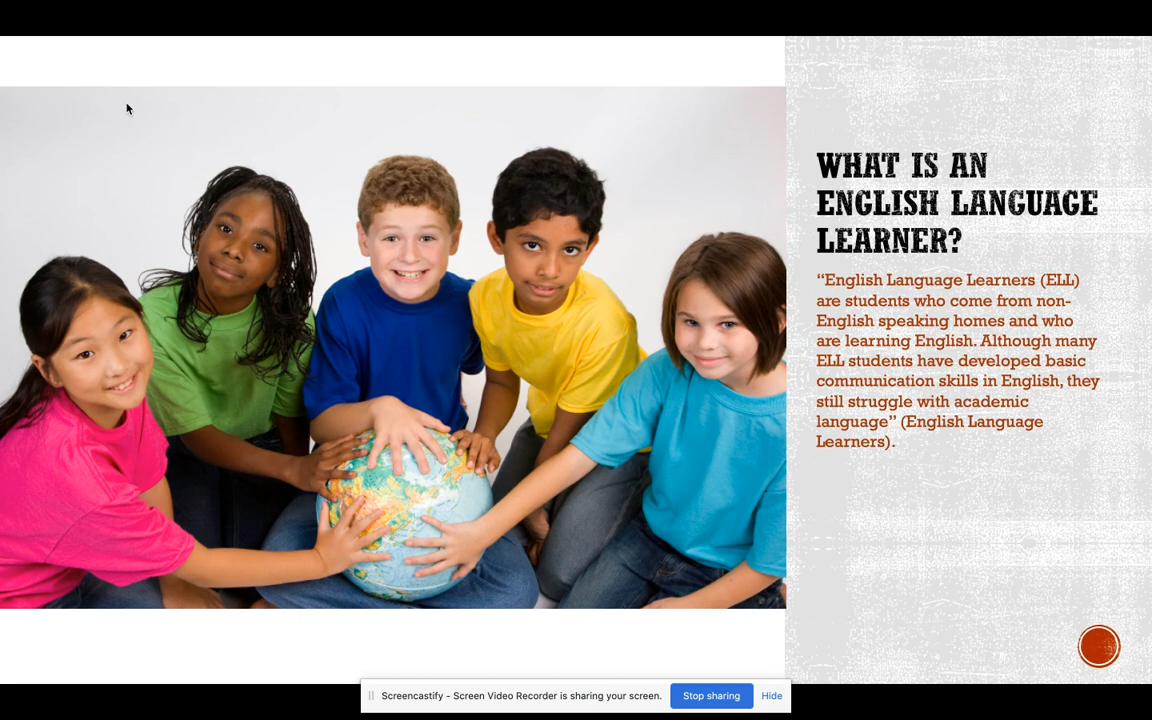 WHAT IS AN
ENGLISH LANGUAGE
LEARNER?
“English Language Learners (ELL)
are students who come from non-
English speaking homes and who
are learning English. Although many
ELL students have developed basic
communication skills in English, they
still struggle with academic
language” (English Language
Learners).
Screencastify - Screen Video Recorder is sharing your screen.
Stop sharing
Hide